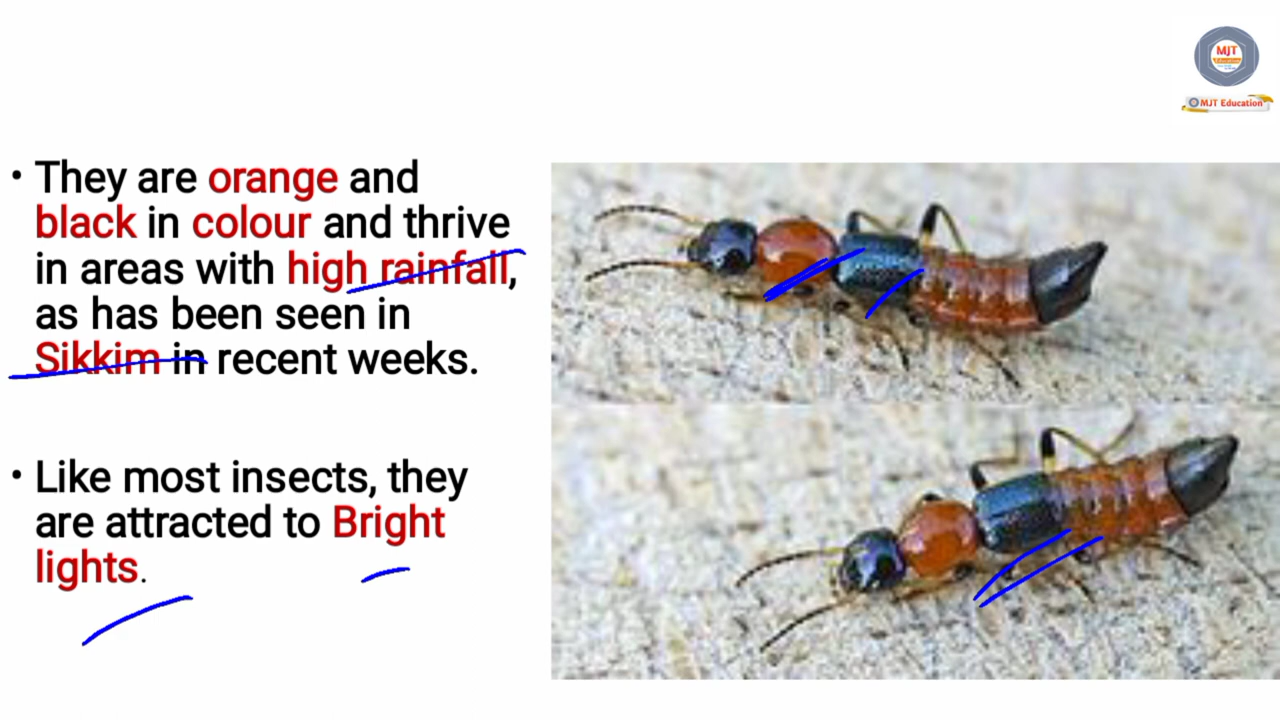 MJT
MJT Education
• They are orange and
black in colour and thrive
in areas with high rainfall,
as has been seen in
Sikkim in recent weeks.
• Like most insects, they
are attracted to Bright
lights.